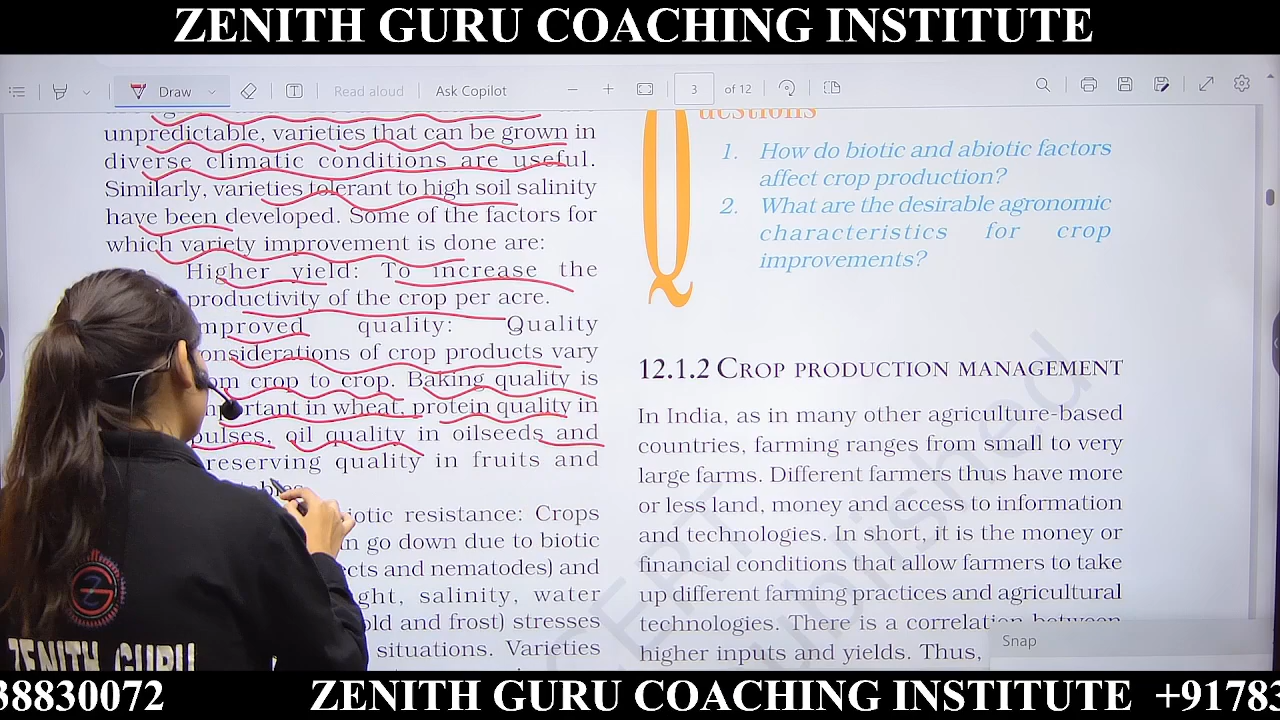 ZENITH GURU COACHING INSTITUTE
Draw
Read aloud
Ask Copilot
3
of 12
unpredictable, varieties that can be grown in
diverse climatic conditions are useful.
Similarly, varieties tolerant to high soil salinity
have been developed. Some of the factors for
which variety improvement is done are:
Higher yield: To increase the
productivity of the crop per acre.
mproved quality: Quality
onsiderations of crop products vary
om crop to crop. Baking quality is
portant in wheat, protein quality in
pulses, oil quality in oilseeds and
reserving quality in fruits and
iotic resistance: Crops
n go down due to biotic
ects and nematodes) and
ght, salinity, water
old and frost) stresses
situations. Varieties
Questions
1. How do biotic and abiotic factors
affect crop production?
2. What are the desirable agronomic
characteristics for crop
improvements?
12.1.2 CROP PRODUCTION MANAGEMENT
In India, as in many other agriculture-based
countries, farming ranges from small to very
large farms. Different farmers thus have more
or less land, money and access to information
and technologies. In short, it is the money or
financial conditions that allow farmers to take
up different farming practices and agricultural
technologies. There is a correlation between
higher inputs and yields. Thus,
Snap
ZENITH GURU
38830072 ZENITH GURU COACHING INSTITUTE +91783